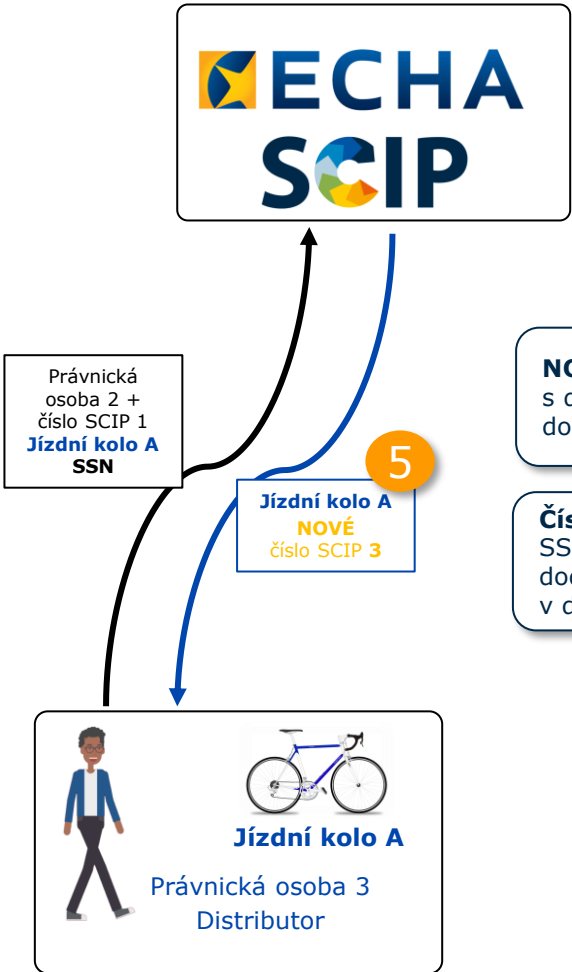 ECHA
SCIP
Právnická
osoba 2 +
číslo SCIP 1
Jízdní kolo A
SSN
5
Jízdní kolo A
NOVÉ
číslo SCIP 3
Jízdní kolo A
Právnická osoba 3
Distributor